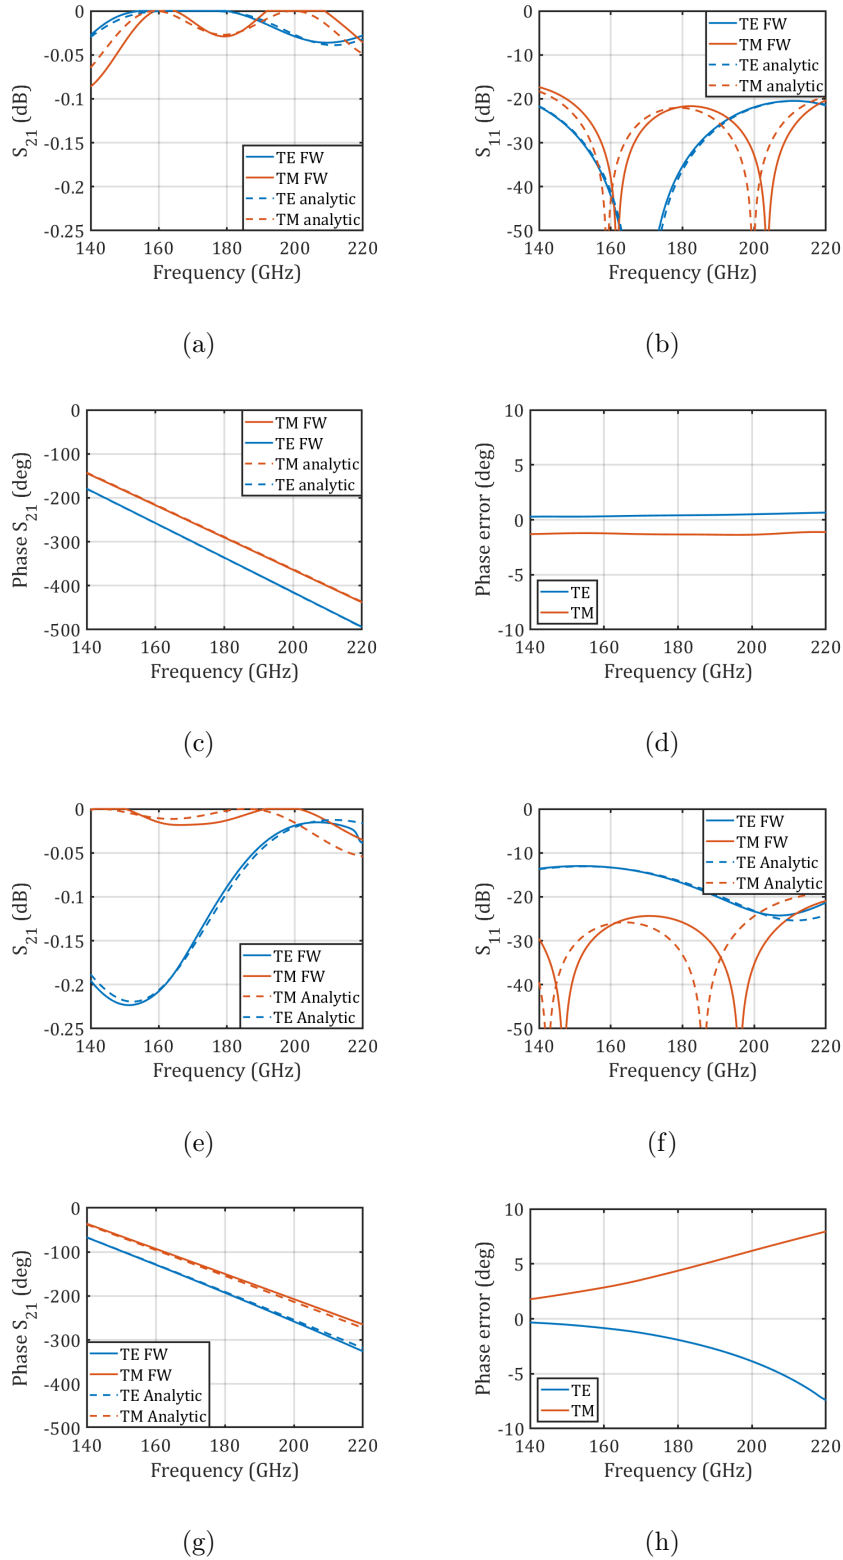 0
-0.05
-0.1
-0.15
-0.2
-0.25
S21 (dB)
TE FW
TM FW
TE analytic
TM analytic
140 160 180 200 220
Frequency (GHz)
(a)
0
-10
-20
-30
-40
-50
S11 (dB)
TE FW
TM FW
TE analytic
TM analytic
140 160 180 200 220
Frequency (GHz)
(b)
0
-100
-200
-300
-400
-500
Phase S21 (deg)
TM FW
TE FW
TM analytic
TE analytic
140 160 180 200 220
Frequency (GHz)
(c)
10
5
0
-5
-10
Phase error (deg)
TE
TM
140 160 180 200 220
Frequency (GHz)
(d)
0
-0.05
-0.1
-0.15
-0.2
-0.25
S21 (dB)
TE FW
TM FW
TM Analytic
TE Analytic
140 160 180 200 220
Frequency (GHz)
(e)
0
-10
-20
-30
-40
-50
S11 (dB)
TE FW
TM FW
TE Analytic
TM Analytic
140 160 180 200 220
Frequency (GHz)
(f)
0
-100
-200
-300
-400
-500
Phase S21 (deg)
TE FW
TM FW
TE Analytic
TM Analytic
140 160 180 200 220
Frequency (GHz)
(g)
10
5
0
-5
-10
Phase error (deg)
TE
TM
140 160 180 200 220
Frequency (GHz)
(h)